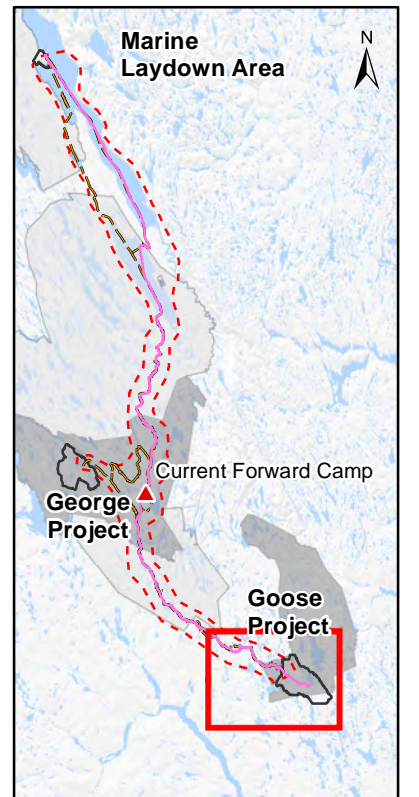 Marine
Laydown Area
N
Current Forward Camp
George
Project
Goose
Project